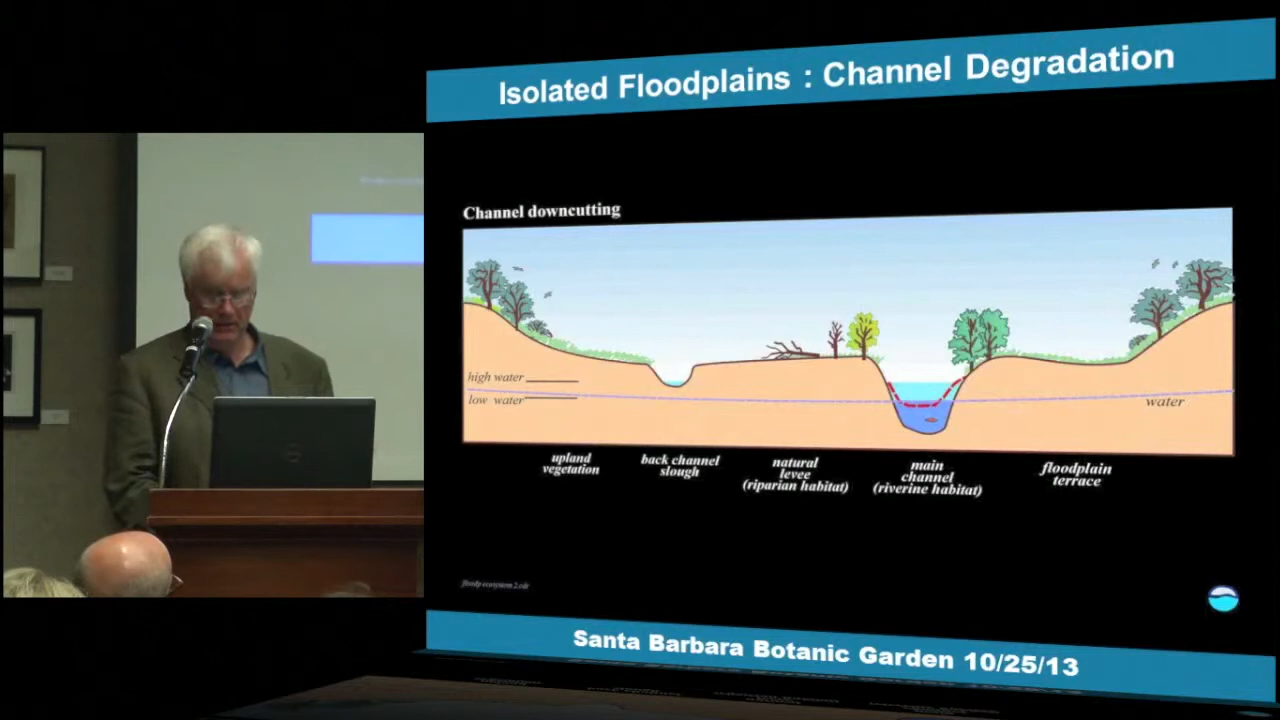 Isolated Floodplains : Channel Degradation
Channel downcutting
high water
low water
water
upland
vegetation
back channel
slough
natural
levee
(riparian habitat)
main
channel
(riverine habitat)
floodplain
terrace
Santa Barbara Botanic Garden 10/25/13